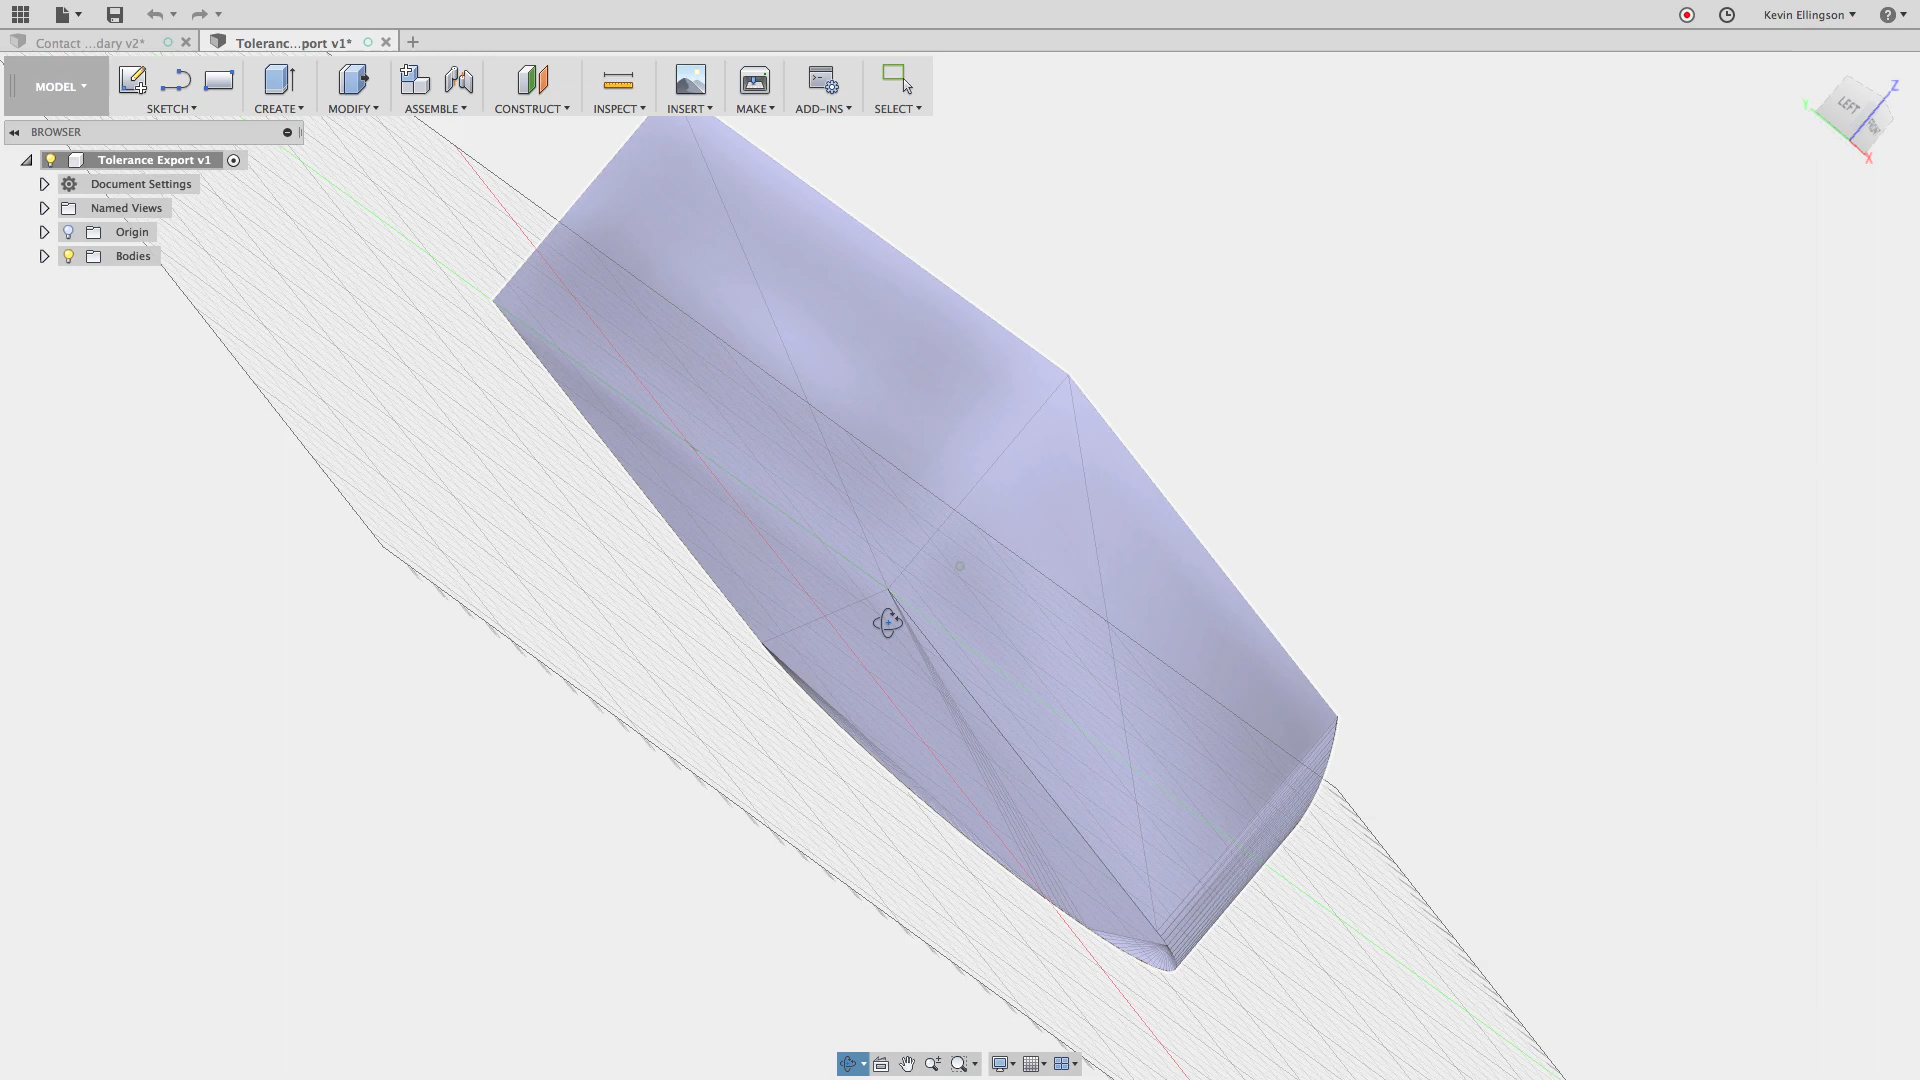 Kevin Ellingson
Contact ...dary v2*
Toleranc...port v1*
MODEL
SKETCH
CREATE
MODIFY
ASSEMBLE
CONSTRUCT
INSPECT
INSERT
MAKE
ADD-INS
SELECT
BROWSER
Tolerance Export v1
Document Settings
Named Views
Origin
Bodies
Z
Y
LEFT
X